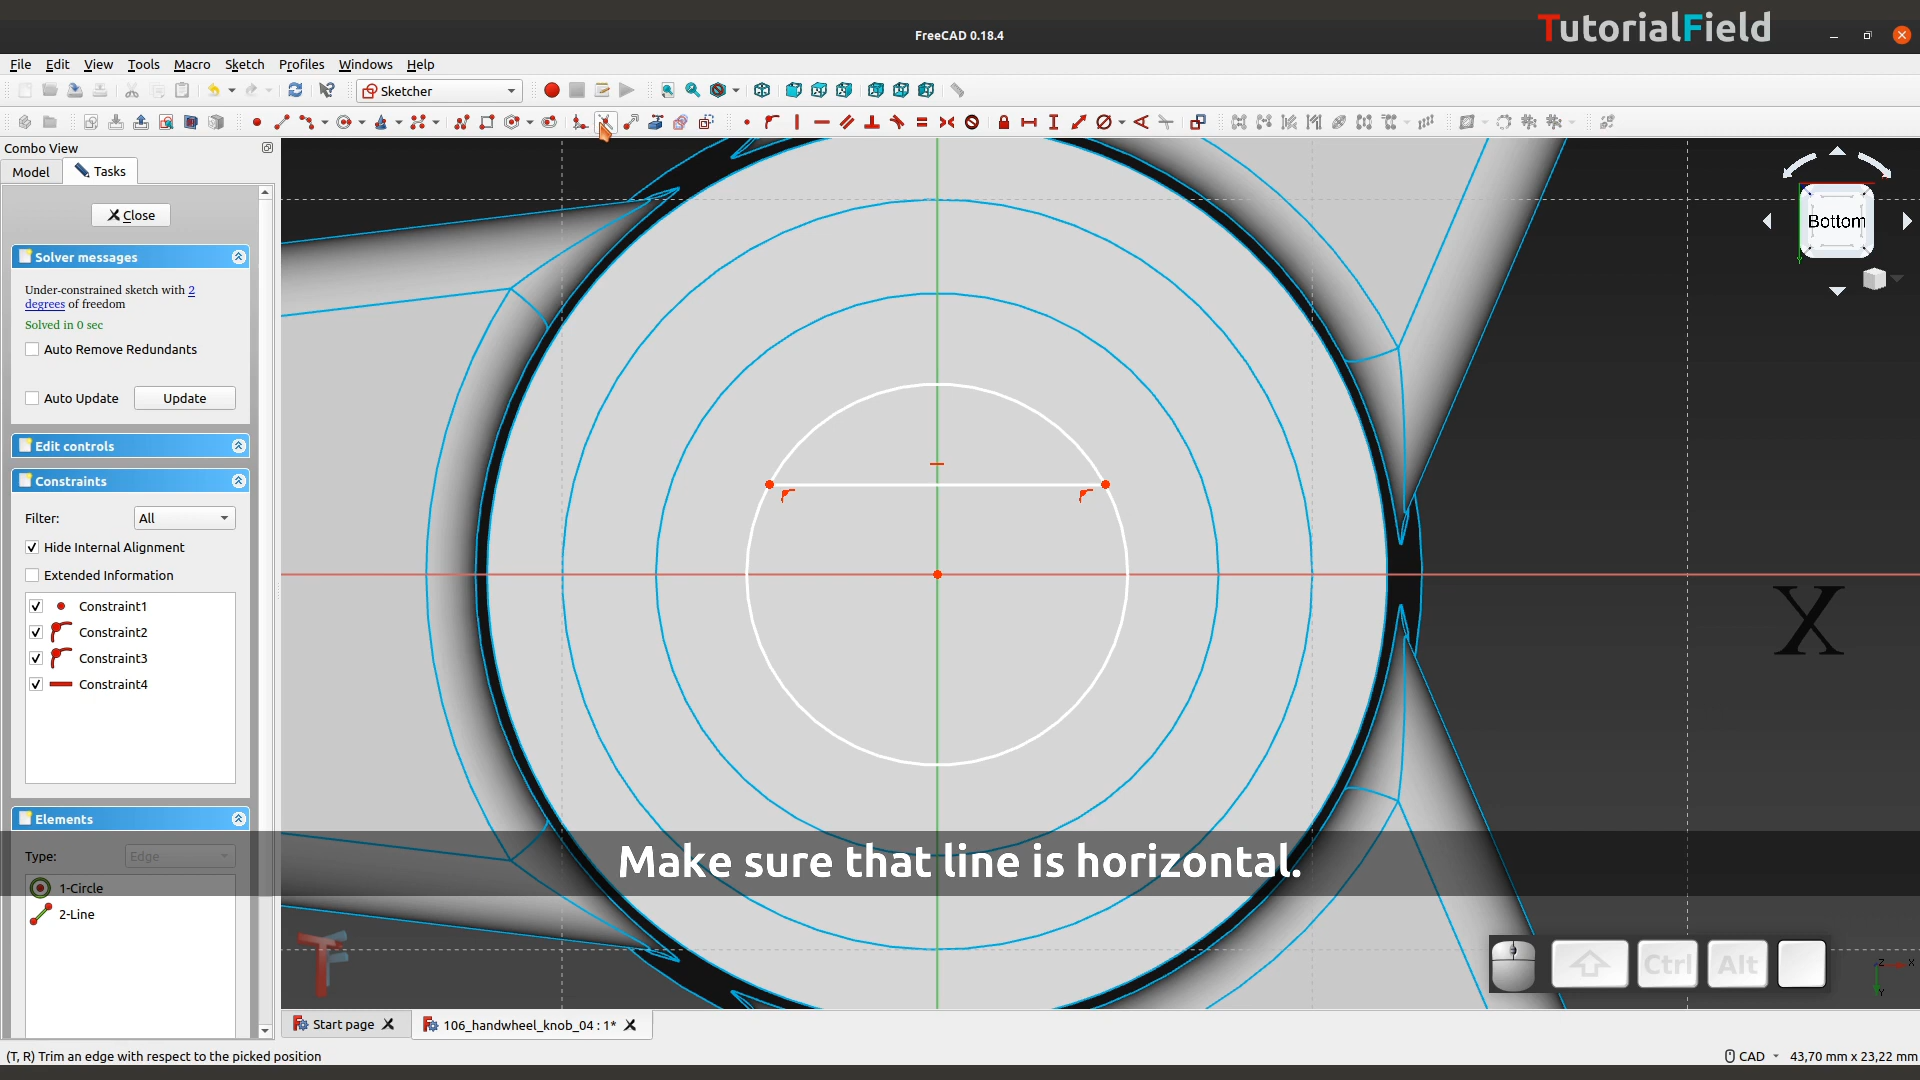 TutorialField
FreeCAD 0.18.4
File Edit View Tools Macro Sketch Profiles Windows Help
Sketcher
Combo View
Model Tasks
Close
Solver messages
Under-constrained sketch with 2
degrees of freedom
Solved in 0 sec
Auto Remove Redundants
Auto Update Update
Edit controls
Constraints
Filter: All
Hide Internal Alignment
Extended Information
Constraint1
Constraint2
Constraint3
Constraint4
Elements
Type: Edge
1-Circle
2-Line
Bottom
X
Make sure that line is horizontal.
Ctrl Alt
Z X
Y
Start page 106_handwheel_knob_04 : 1*
(T, R) Trim an edge with respect to the picked position
CAD 43,70 mm x 23,22 mm